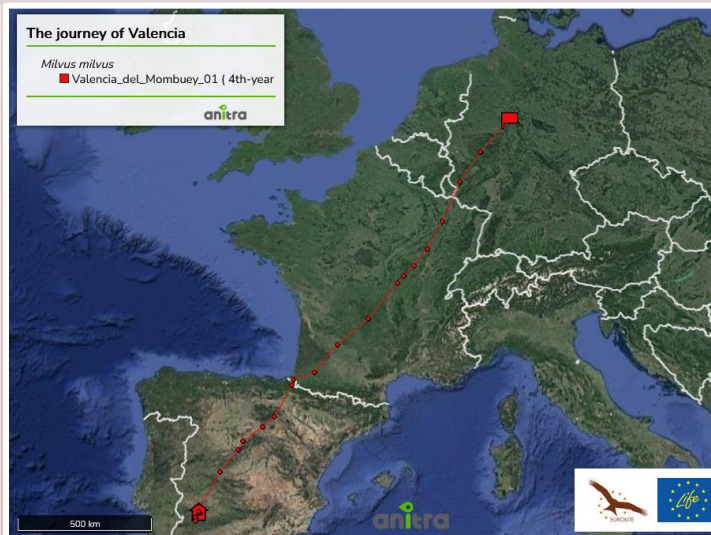 The journey of Valencia
Milvus milvus
Valencia_del_Mombuey_01 ( 4th-year
anitra
500 km
anitra
EUROKITE
Life